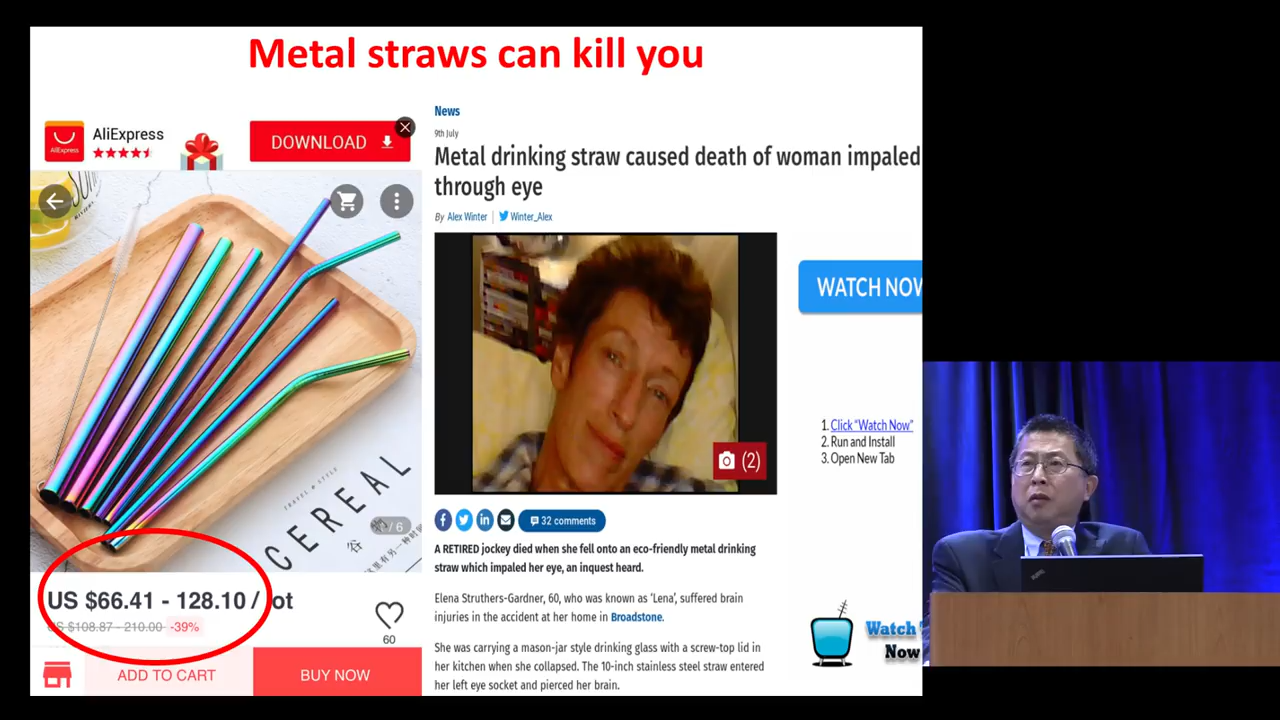 Metal straws can kill you
AliExpress
AliExpress
DOWNLOAD
CEREAL
/ 6
US $66.41 - 128.10 / lot
US $108.87 - 210.00 -39%
60
ADD TO CART
BUY NOW
News
9th July
Metal drinking straw caused death of woman impaled
through eye
By Alex Winter | Winter_Alex
(2)
32 comments
A RETIRED jockey died when she fell onto an eco-friendly metal drinking
straw which impaled her eye, an inquest heard.
Elena Struthers-Gardner, 60, who was known as ‘Lena’, suffered brain
injuries in the accident at her home in Broadstone.
She was carrying a mason-jar style drinking glass with a screw-top lid in
her kitchen when she collapsed. The 10-inch stainless steel straw entered
her left eye socket and pierced her brain.
WATCH NOW
1. Click "Watch Now"
2. Run and Install
3. Open New Tab
Watch
Now